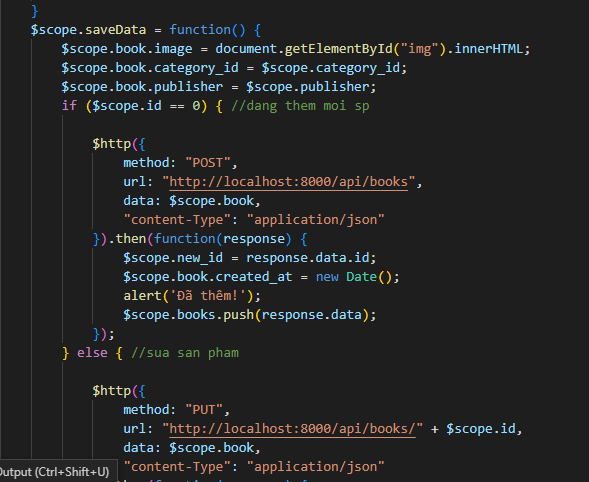 }
$scope.saveData = function() {
$scope.book.image = document.getElementById("img").innerHTML;
$scope.book.category_id = $scope.category_id;
$scope.book.publisher = $scope.publisher;
if ($scope.id == 0) { //dang them moi sp
$http({
method: "POST",
url: "http://localhost:8000/api/books",
data: $scope.book,
"content-Type": "application/json"
}).then(function(response) {
$scope.new_id = response.data.id;
$scope.book.created_at = new Date();
alert('Đã thêm!');
$scope.books.push(response.data);
});
} else { //sua san pham
$http({
method: "PUT",
url: "http://localhost:8000/api/books/" + $scope.id,
data: $scope.book,
Output (Ctrl+Shift+U) "content-Type": "application/json"